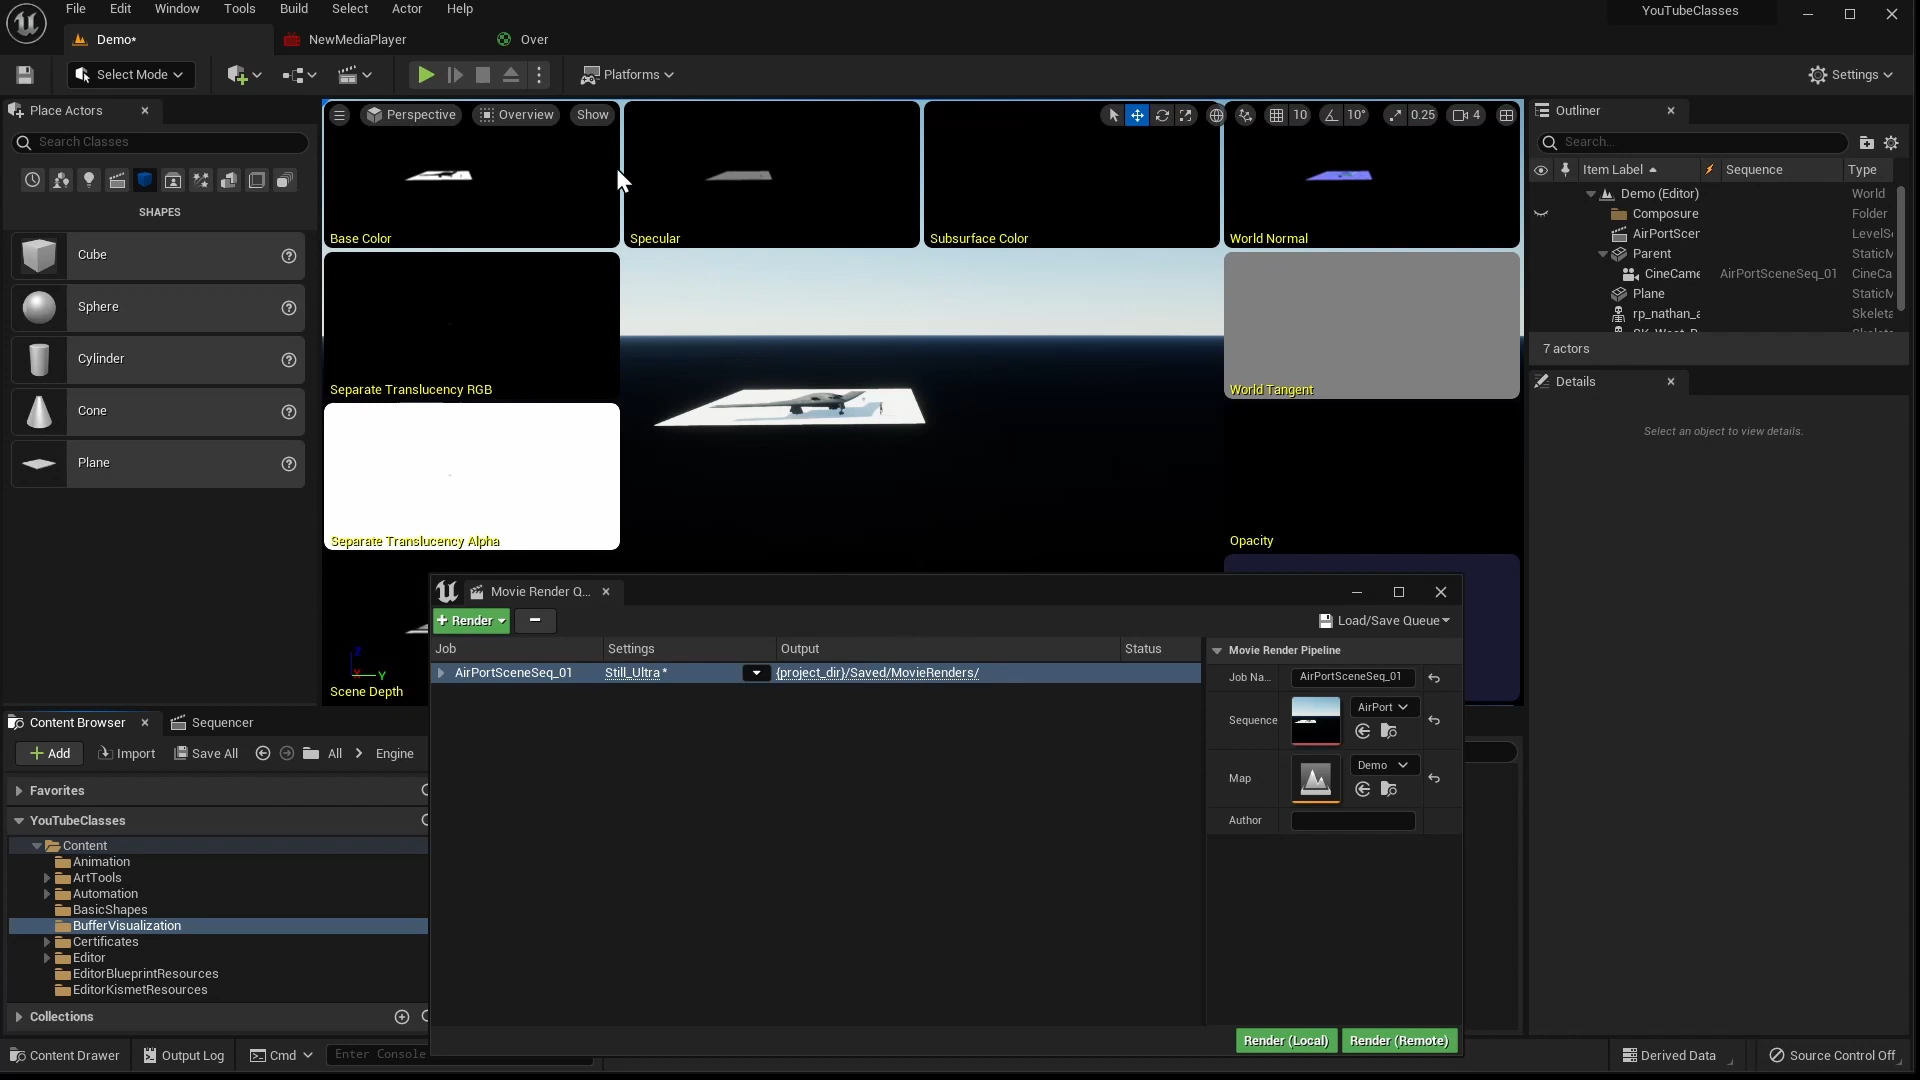 File Edit Window Tools Build Select Actor Help
YouTubeClasses
Demo*
NewMediaPlayer
Over
Select Mode
Platforms
Settings
Place Actors
Search Classes
SHAPES
Cube
Sphere
Cylinder
Cone
Plane
Perspective
Overview
Show
10
10°
0.25
4
Base Color
Specular
Subsurface Color
World Normal
Separate Translucency RGB
World Tangent
Separate Translucency Alpha
Opacity
Z
X
Y
Scene Depth
Outliner
Search...
Item Label
Sequence
Type
Demo (Editor)
World
Composure
Folder
AirPortScer
LevelS
Parent
StaticM
CineCame
AirPortSceneSeq_01
CineCa
Plane
StaticM
rp_nathan_a
Skeleta
7 actors
Details
Select an object to view details.
Movie Render Q...
Render
Load/Save Queue
Job
Settings
Output
Status
AirPortSceneSeq_01
Still_Ultra*
{project_dir}/Saved/MovieRenders/
Movie Render Pipeline
Job Na...
AirPortSceneSeq_01
Sequence
AirPort
Map
Demo
Author
Render (Local)
Render (Remote)
Content Browser
Sequencer
Add
Import
Save All
All
Engine
Favorites
YouTubeClasses
Content
Animation
ArtTools
Automation
BasicShapes
BufferVisualization
Certificates
Editor
EditorBlueprintResources
EditorKismetResources
Collections
Content Drawer
Output Log
Cmd
Enter Console
Derived Data
Source Control Off